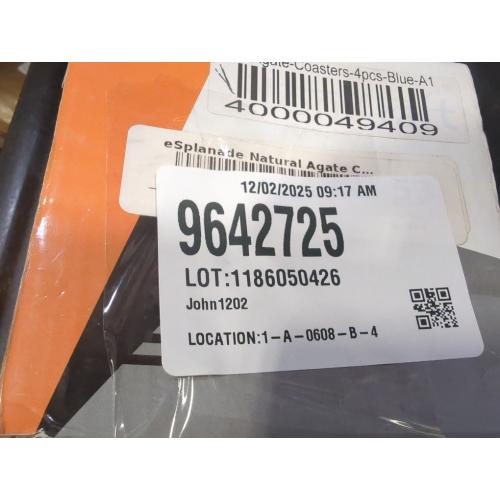 gate-Coasters-4pcs-Blue-A1
4000049409
eSplanade Natural Agate C...
12/02/2025 09:17 AM
9642725
LOT:1186050426
John1202
LOCATION:1-A-0608-B-4